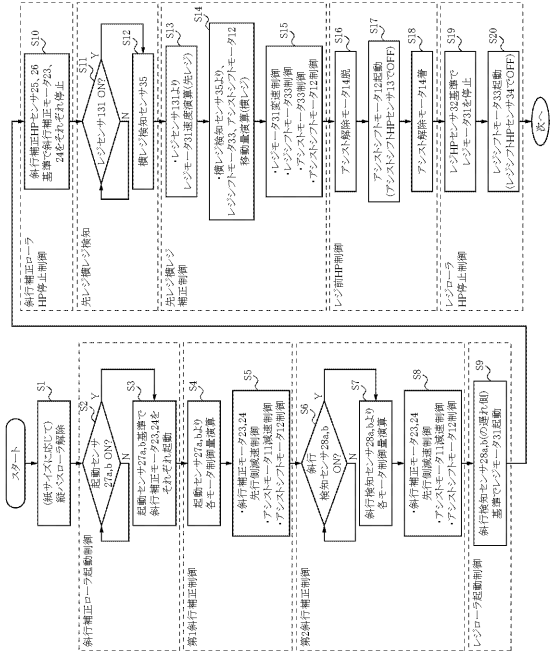 スタート
S1
(紙サイズに応じて)
縦パスローラ解除
斜行補正ローラ起動制御
S2
起動センサ
27a,b ON?
Y
N
S3
起動センサ27a,b基準で
斜行補正モータ23,24を
それぞれ起動
第1斜行補正制御
S4
起動センサ27a,bより
各モータ制御量演算
S5
・斜行補正モータ23,24
先行側減速制御
・アシストモータ11減速制御
・アシストシフトモータ12制御
第2斜行補正制御
S6
斜行
検知センサ28a,b
ON?
Y
N
S7
斜行検知センサ28a,bより
各モータ制御量演算
S8
・斜行補正モータ23,24
先行側減速制御
・アシストモータ11減速制御
・アシストシフトモータ12制御
レジローラ起動制御
S9
斜行検知センサ28a,b(の遅れ側)
基準でレジモータ31起動
斜行補正ローラ
HP停止制御
S10
斜行補正HPセンサ25、26
基準で斜行補正モータ23、
24をそれぞれ停止
先レジ横レジ検知
S11
レジセンサ131 ON?
Y
N
S12
横レジ検知センサ35
先レジ横レジ
補正制御
S13
・レジセンサ131より
レジモータ31速度演算(先レジ)
S14
・横レジ検知センサ35より、
レジシフトモータ33、アシストシフトモータ12
移動量演算(横レジ)
S15
・レジモータ31変速制御
・レジシフトモータ33制御
・アシストモータ33制御
・アシストシフトモータ12制御
レジ前HP制御
S16
アシスト解除モータ14脱
S17
アシストシフトモータ12起動
(アシストシフトHPセンサ13でOFF)
S18
アシスト解除モータ14着
レジローラ
HP停止制御
S19
レジHPセンサ32基準で
レジモータ31を停止
S20
レジシフトモータ33起動
(レジシフトHPセンサ34でOFF)
次へ